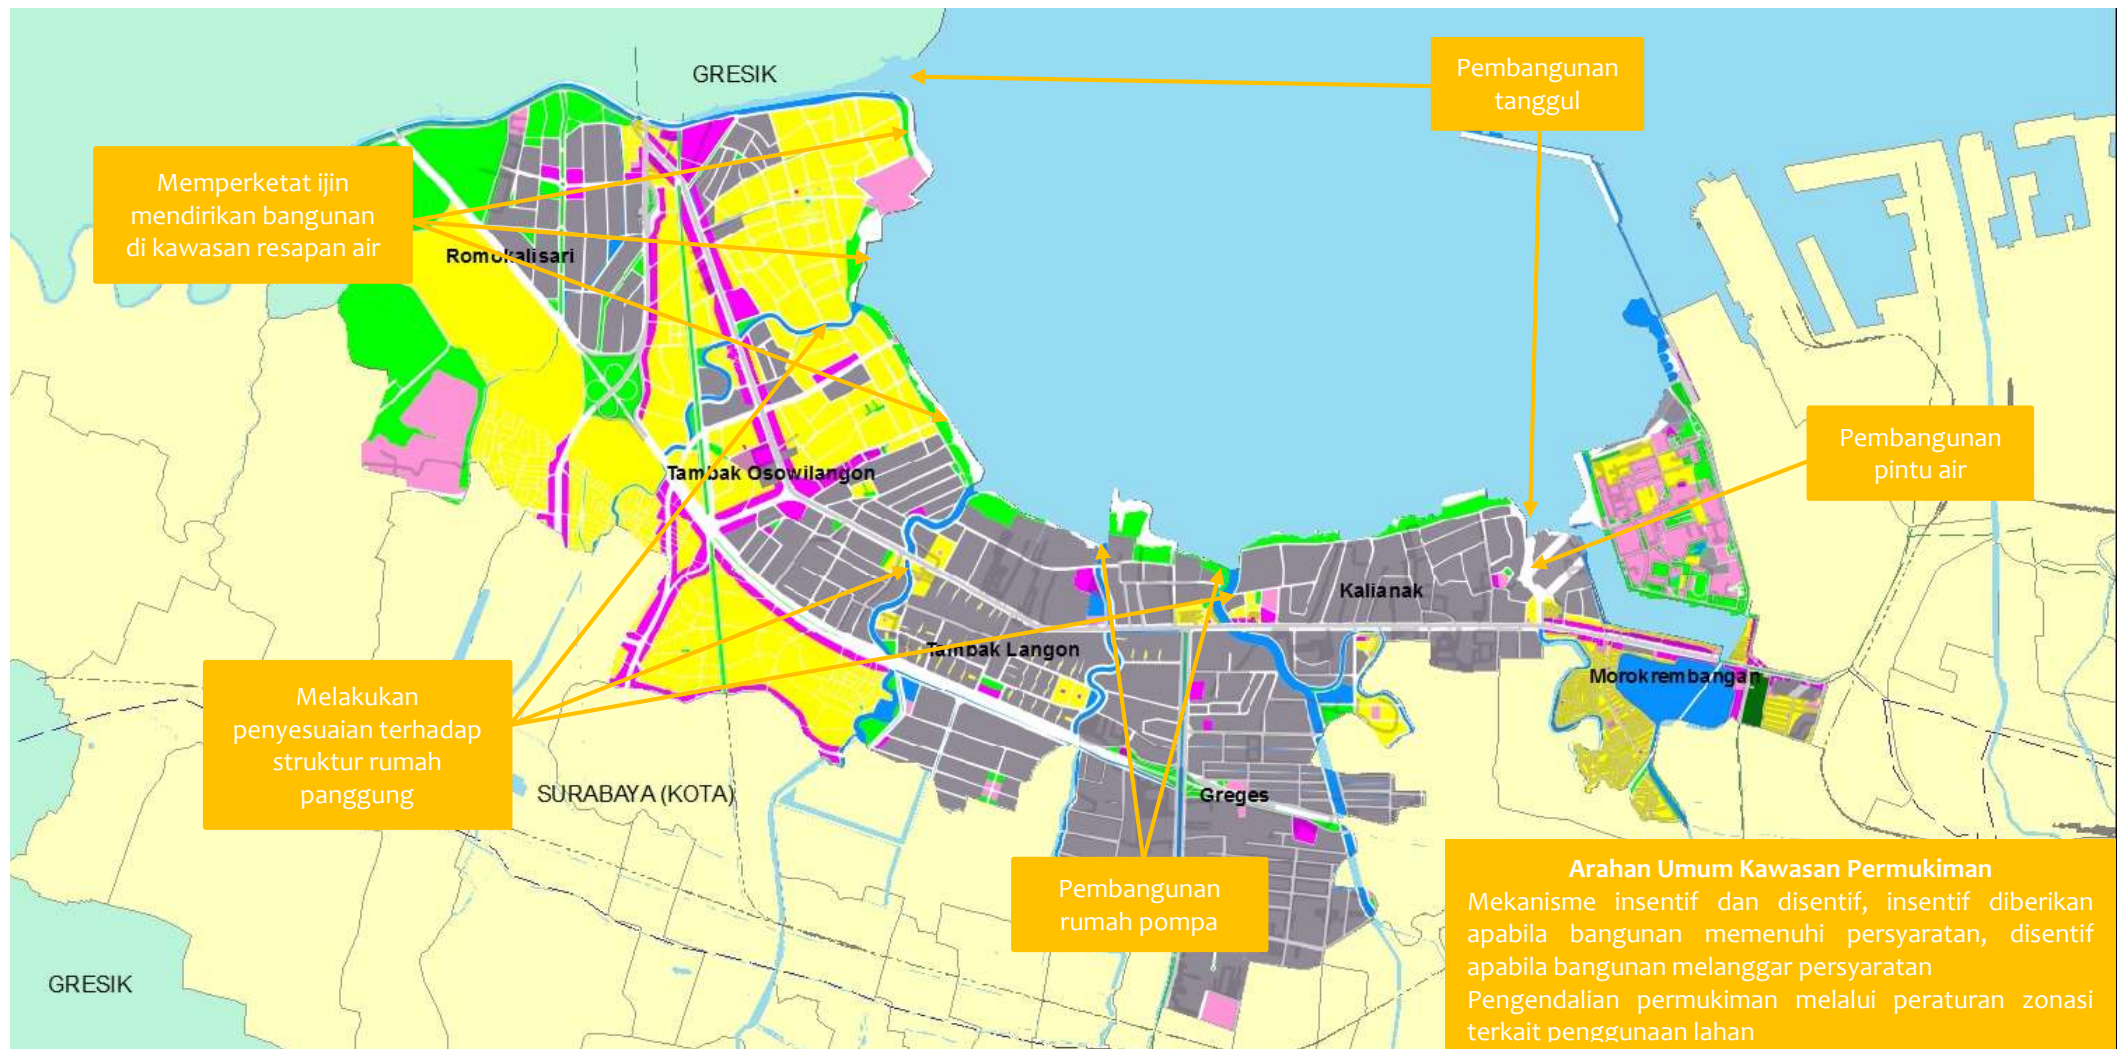 GRESIK
Pembangunan
tanggul
Memperketat ijin
mendirikan bangunan
di kawasan resapan air
Romokalisari
Pembangunan
pintu air
Tambak Osowilangon
Kalianak
Tambak Langon
Morokrembangan
Melakukan
penyesuaian terhadap
struktur rumah
panggung
SURABAYA (KOTA)
Greges
Pembangunan
rumah pompa
GRESIK
Arahan Umum Kawasan Permukiman
Mekanisme insentif dan disentif, insentif diberikan
apabila bangunan memenuhi persyaratan, disentif
apabila bangunan melanggar persyaratan
Pengendalian permukiman melalui peraturan zonasi
terkait penggunaan lahan